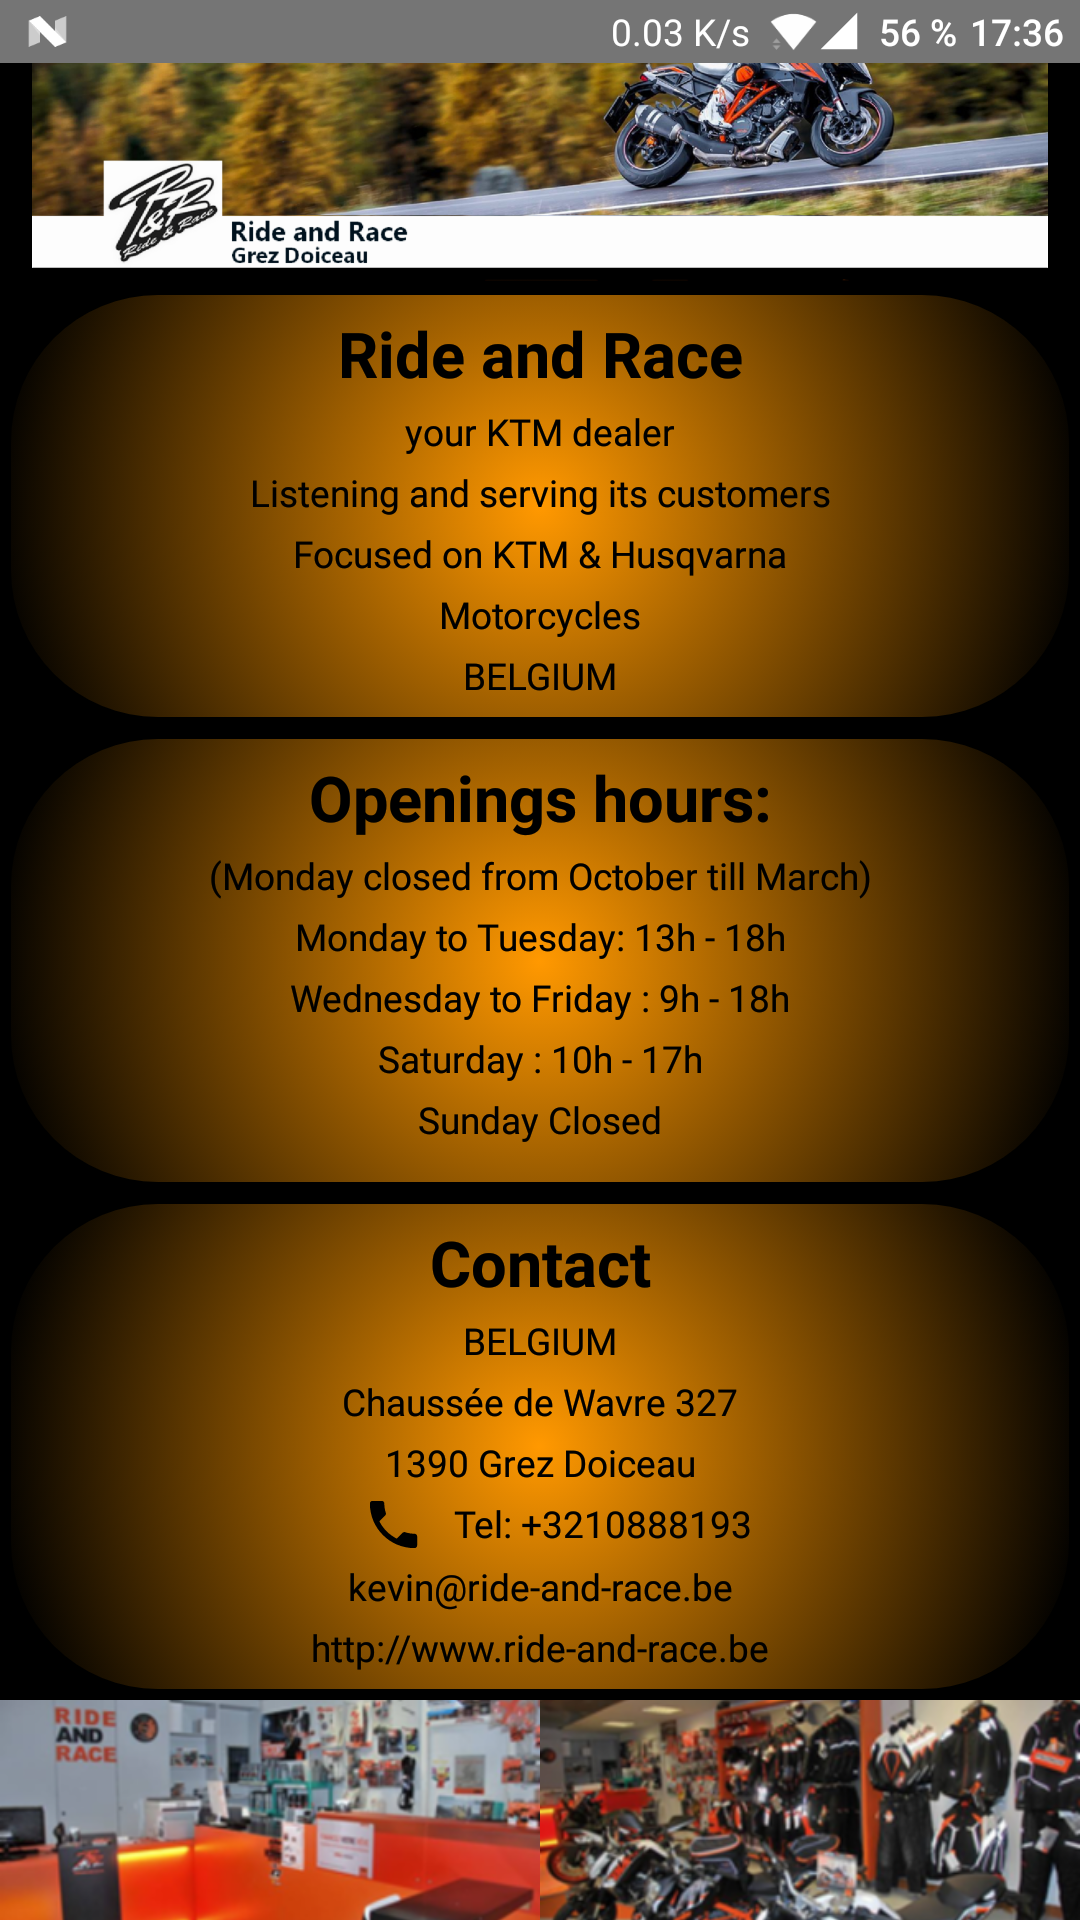 0.03 K/s 56 % 17:36
R&R
Ride & Race
Ride and Race
Grez Doiceau
Ride and Race
your KTM dealer
Listening and serving its customers
Focused on KTM & Husqvarna
Motorcycles
BELGIUM
Openings hours:
(Monday closed from October till March)
Monday to Tuesday: 13h - 18h
Wednesday to Friday : 9h - 18h
Saturday : 10h - 17h
Sunday Closed
Contact
BELGIUM
Chaussée de Wavre 327
1390 Grez Doiceau
Tel: +3210888193
kevin@ride-and-race.be
http://www.ride-and-race.be
RIDE
AND
RACE